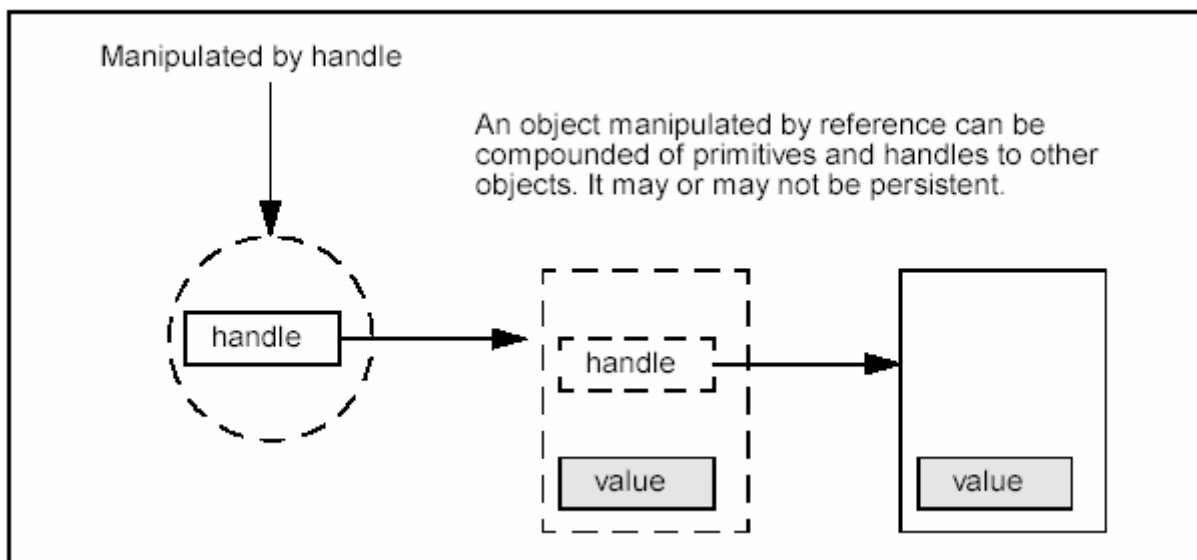 Manipulated by handle
An object manipulated by reference can be
compounded of primitives and handles to other
objects. It may or may not be persistent.
handle
handle
value
value